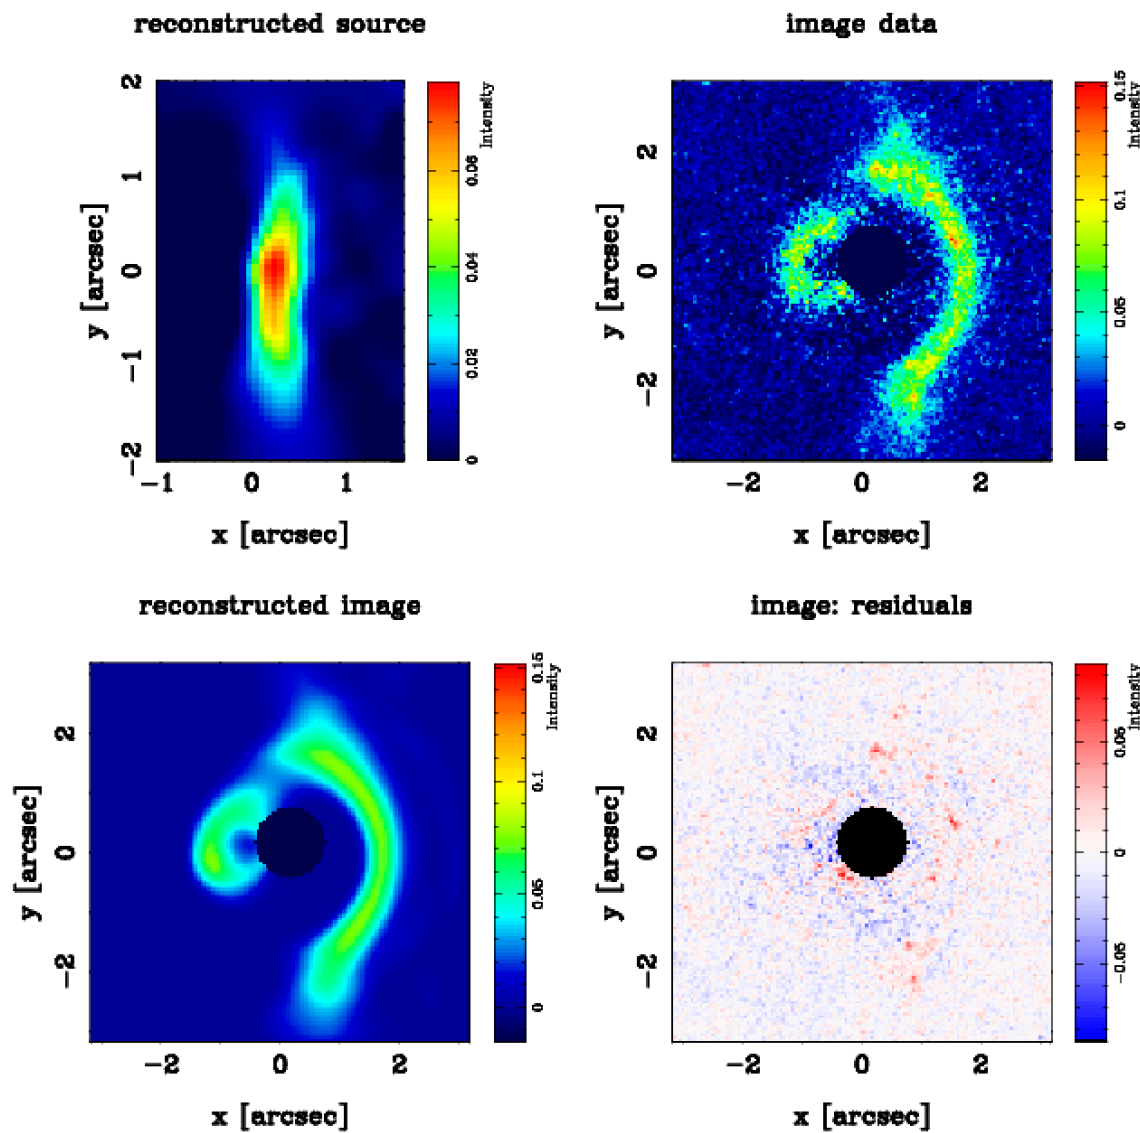 reconstructed source
2
1
0
−1
−2
y [arcsec]
−1 0 1
x [arcsec]
Intensity
0 0.02 0.04 0.06
image data
2
0
−2
y [arcsec]
−2 0 2
x [arcsec]
Intensity
0 0.05 0.1 0.15
reconstructed image
2
0
−2
y [arcsec]
−2 0 2
x [arcsec]
Intensity
0 0.05 0.1 0.15
image: residuals
2
0
−2
y [arcsec]
−2 0 2
x [arcsec]
Intensity
−0.05 0 0.05